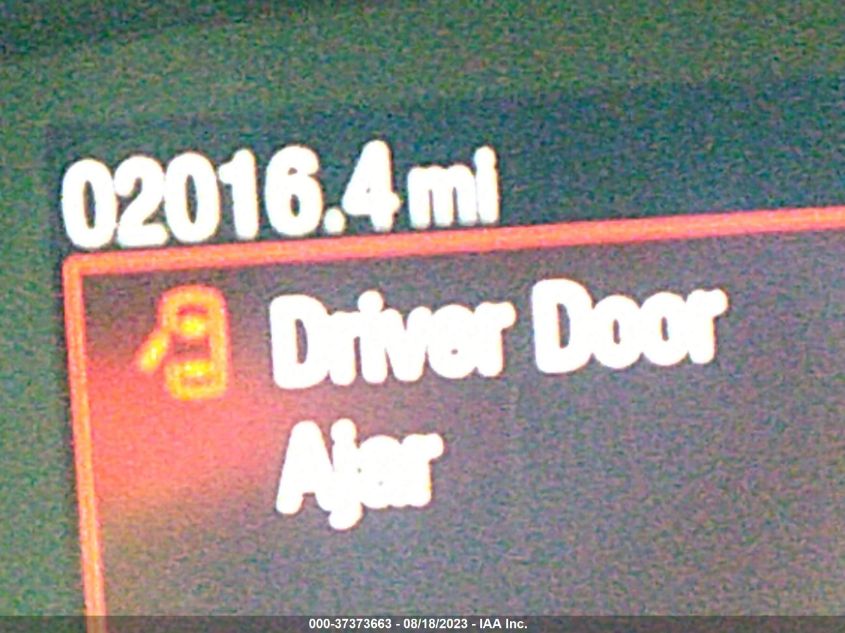 02016.4 mi
Driver Door
Ajar
000-37373663 - 08/18/2023 - IAA Inc.